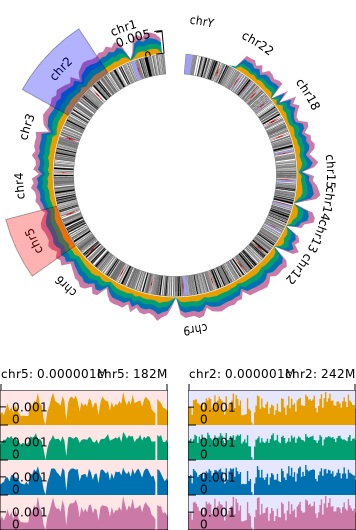 chrY
chr1
0.005
0
chr22
chr2
chr18
chr3
chr15
chr4
chr14
chr5
chr13
chr6
chr12
chr9
chr5: 0.000001M
chr5: 182M
chr2: 0.000001M
chr2: 242M
0.001
0
0.001
0
0.001
0
0.001
0
0.001
0
0.001
0
0.001
0
0.001
0